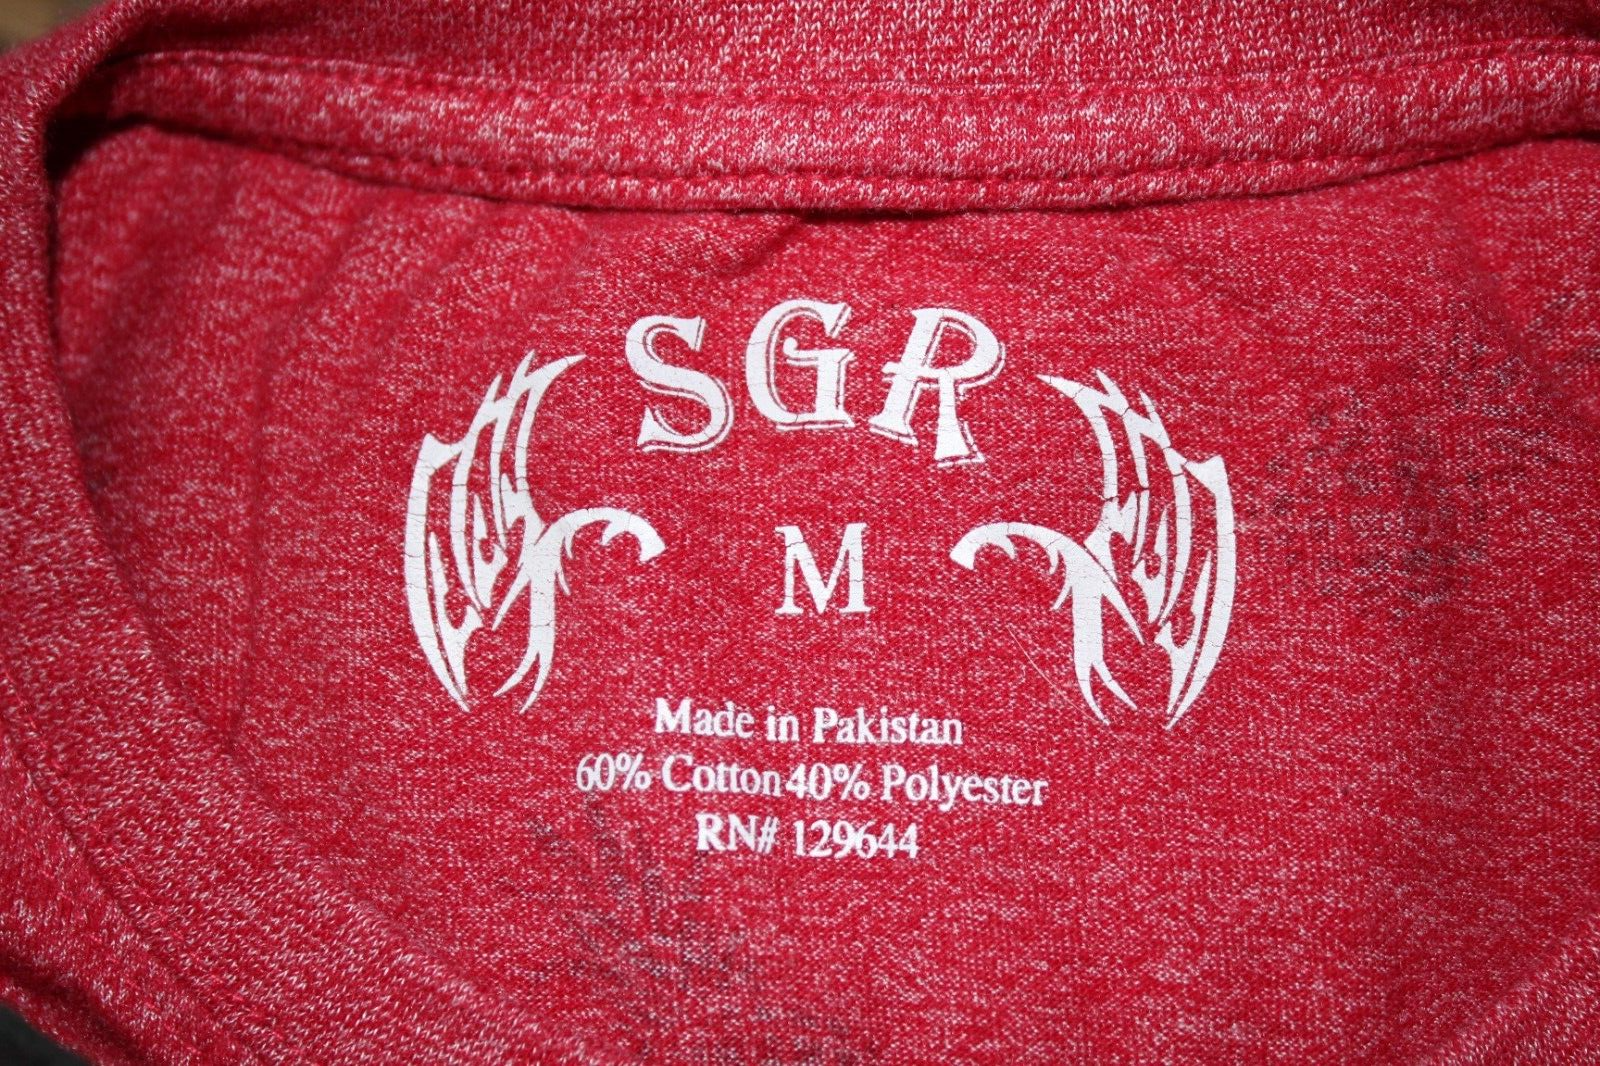 SGR
M
Made in Pakistan
60% Cotton 40% Polyester
RN# 129644